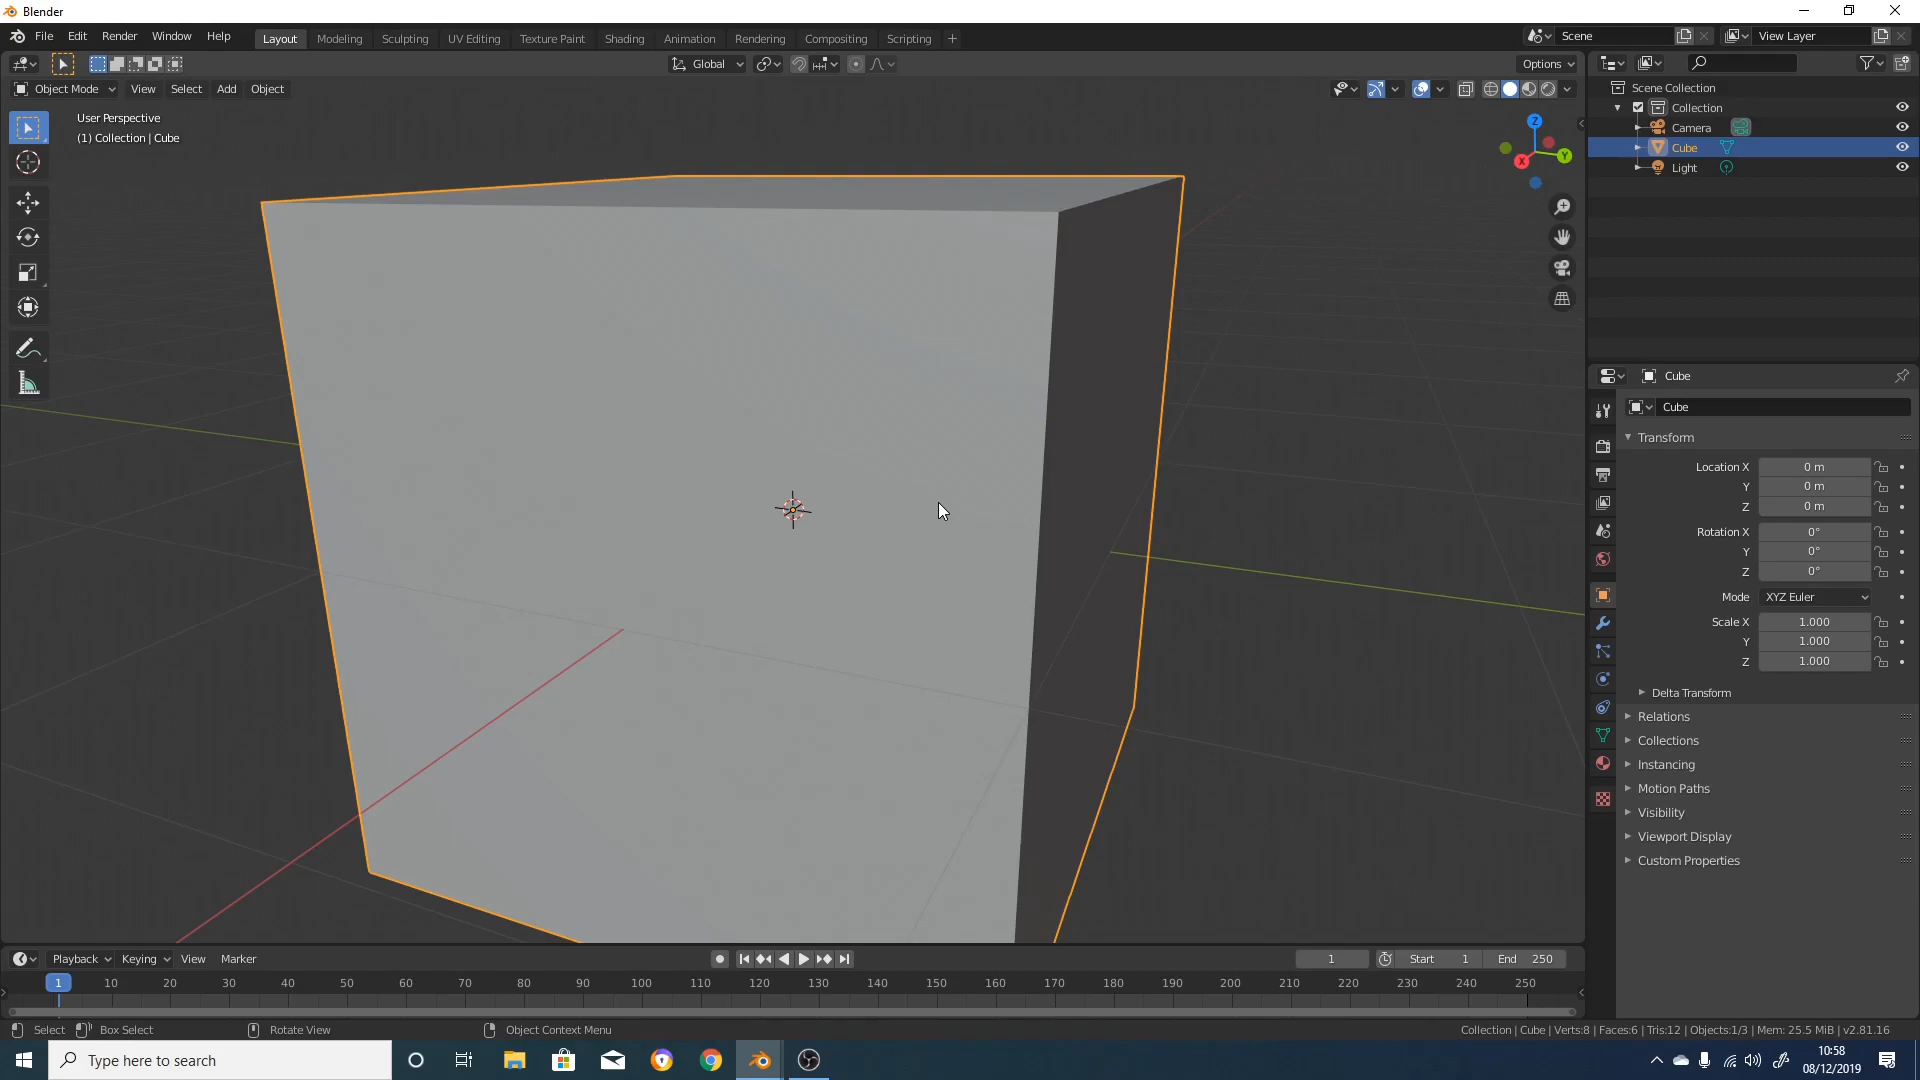 Blender
File Edit Render Window Help Layout Modeling Sculpting UV Editing Texture Paint Shading Animation Rendering Compositing Scripting + Scene View Layer
Global Options
Object Mode View Select Add Object
User Perspective
(1) Collection | Cube
Z
Y
X
Scene Collection
Collection
Camera
Cube
Light
Cube
Cube
Transform
Location X 0 m
Y 0 m
Z 0 m
Rotation X 0°
Y 0°
Z 0°
Mode XYZ Euler
Scale X 1.000
Y 1.000
Z 1.000
Delta Transform
Relations
Collections
Instancing
Motion Paths
Visibility
Viewport Display
Custom Properties
Playback Keying View Marker 1 Start 1 End 250
1 10 20 30 40 50 60 70 80 90 100 110 120 130 140 150 160 170 180 190 200 210 220 230 240 250
Select Box Select Rotate View Object Context Menu Collection | Cube | Verts:8 | Faces:6 | Tris:12 | Objects:1/3 | Mem: 25.5 MiB | v2.81.16
Type here to search
10:58
08/12/2019